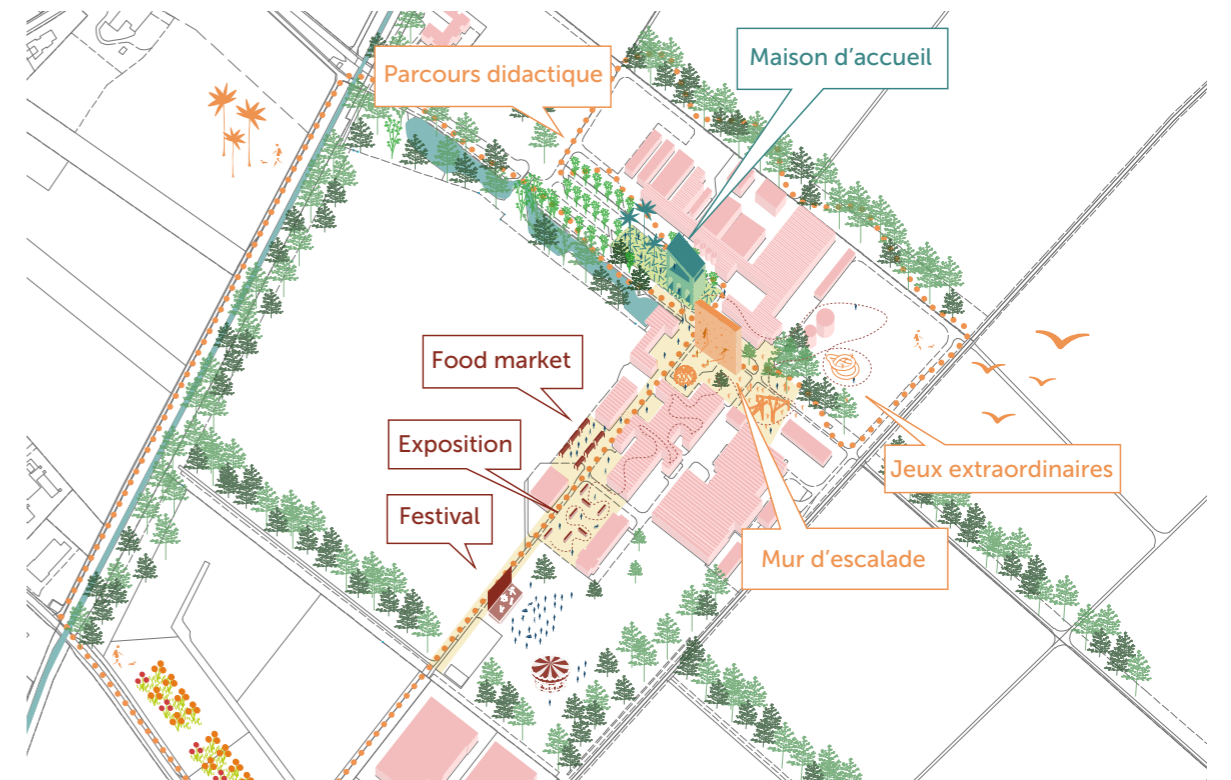 Maison d'accueil
Parcours didactique
Food market
Exposition
Jeux extraordinaires
Festival
Mur d'escalade